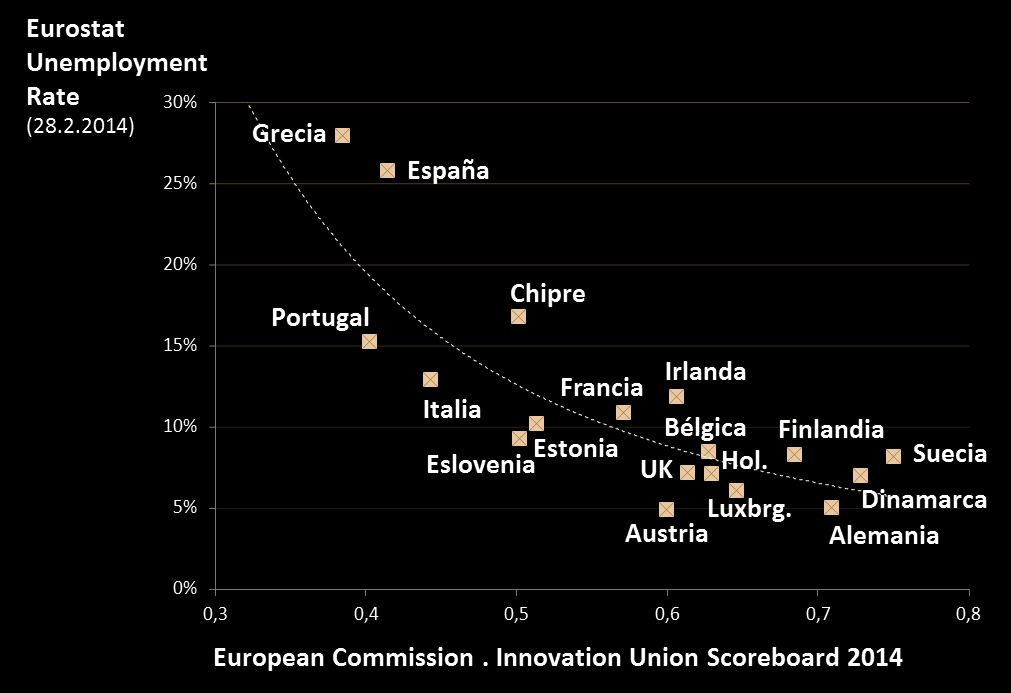 Eurostat
Unemployment
Rate
(28.2.2014)
30%
Grecia
España
25%
20%
Chipre
Portugal
15%
Irlanda
Francia
Italia
Bélgica
Finlandia
10%
Estonia
Suecia
Eslovenia
UK
Hol.
Dinamarca
5%
Luxbrg.
Austria
Alemania
0%
0,3 0,4 0,5 0,6 0,7 0,8
European Commission . Innovation Union Scoreboard 2014